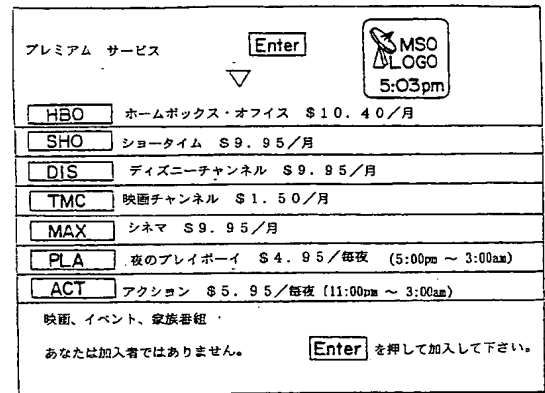 プレミアム サービス Enter
MSO
LOGO
5:03pm
HBO ホームボックス・オフィス $10.40/月
SHO ショータイム $9.95/月
DIS ディズニーチャンネル $9.95/月
TMC 映画チャンネル $1.50/月
MAX シネマ $9.95/月
PLA 夜のプレイボーイ $4.95/毎夜 (5:00pm ～ 3:00am)
ACT アクション $5.95/毎夜 (11:00pm ～ 3:00am)
映画、イベント、家族番組
あなたは加入者ではありません。 Enter を押して加入して下さい。